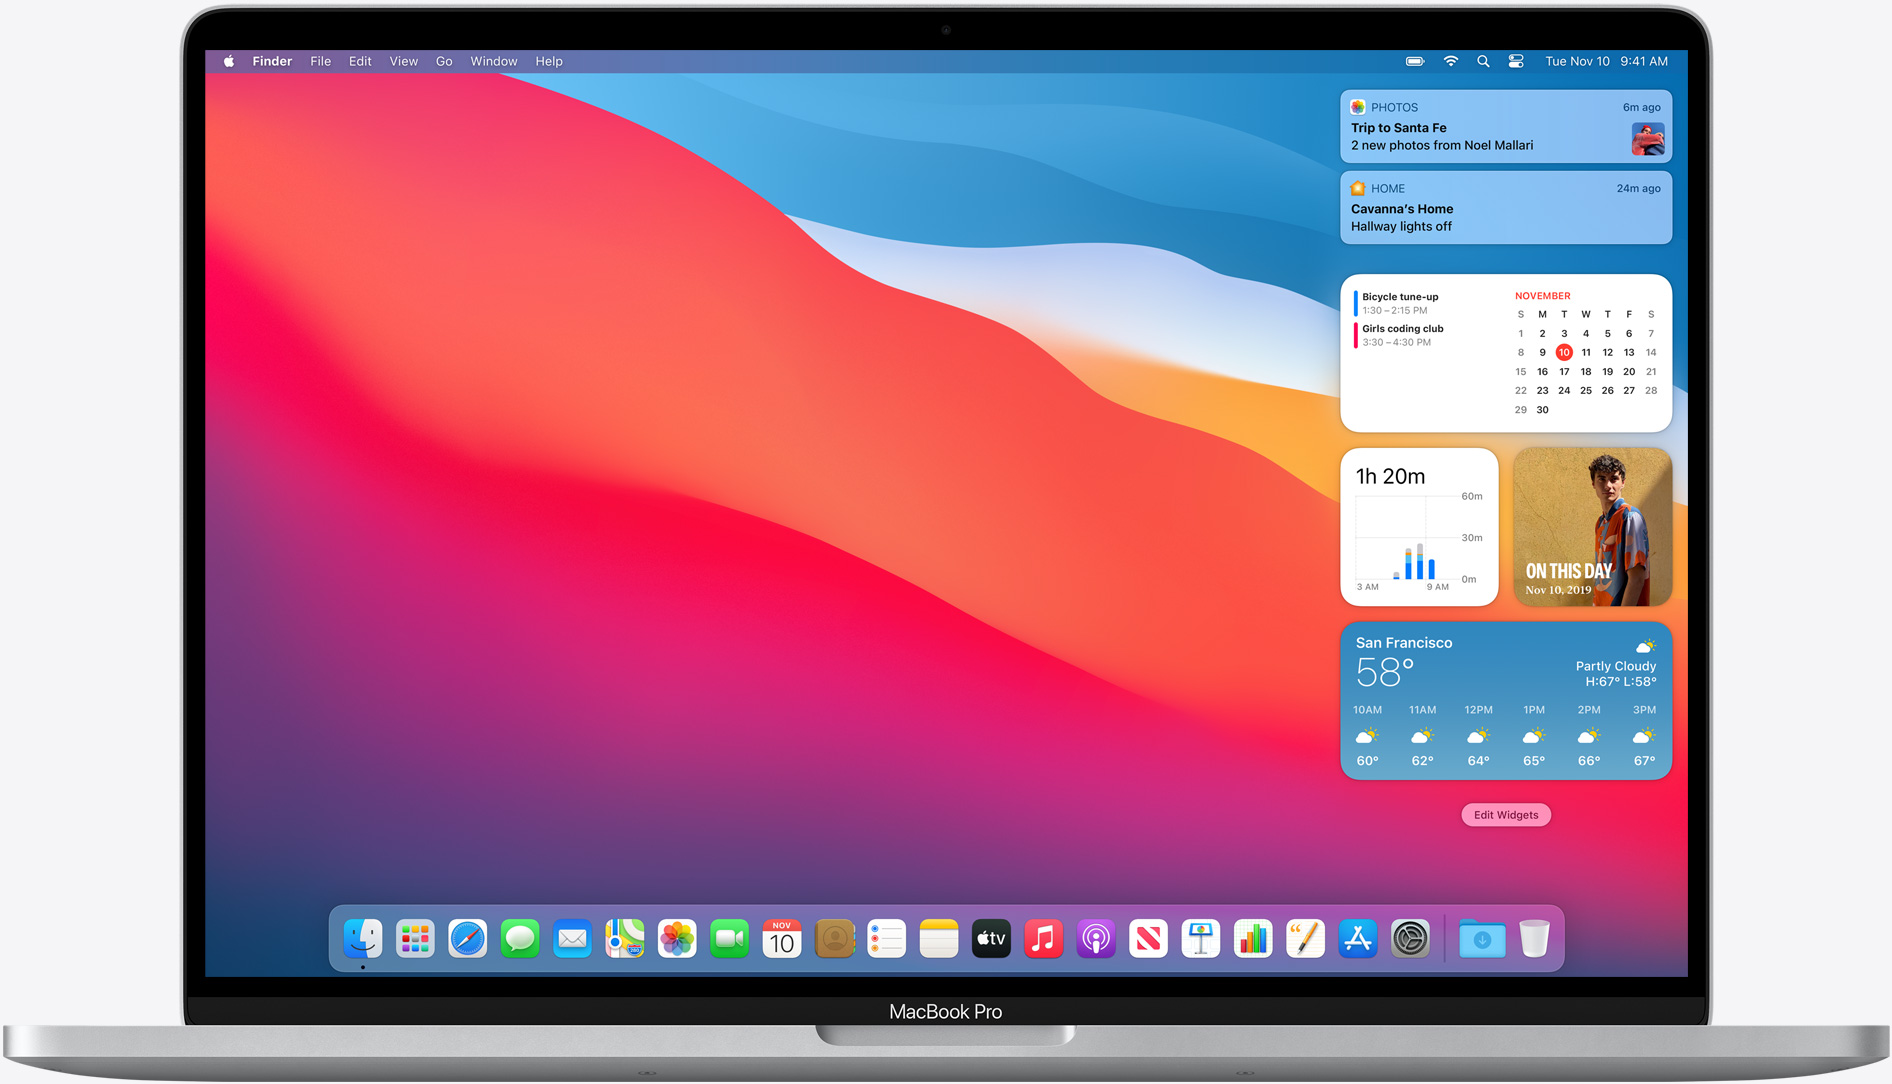 Finder File Edit View Go Window Help
Tue Nov 10 9:41 AM
PHOTOS 6m ago
Trip to Santa Fe
2 new photos from Noel Mallari
HOME 24m ago
Cavanna’s Home
Hallway lights off
Bicycle tune-up
1:30 – 2:15 PM
Girls coding club
3:30 – 4:30 PM
NOVEMBER
S M T W T F S
1 2 3 4 5 6 7
8 9 10 11 12 13 14
15 16 17 18 19 20 21
22 23 24 25 26 27 28
29 30
1h 20m
60m
30m
0m
3 AM 9 AM
ON THIS DAY
Nov 10, 2019
San Francisco
58°
Partly Cloudy
H:67° L:58°
10AM 11AM 12PM 1PM 2PM 3PM
60° 62° 64° 65° 66° 67°
Edit Widgets
280
NOV
10
tv
MacBook Pro